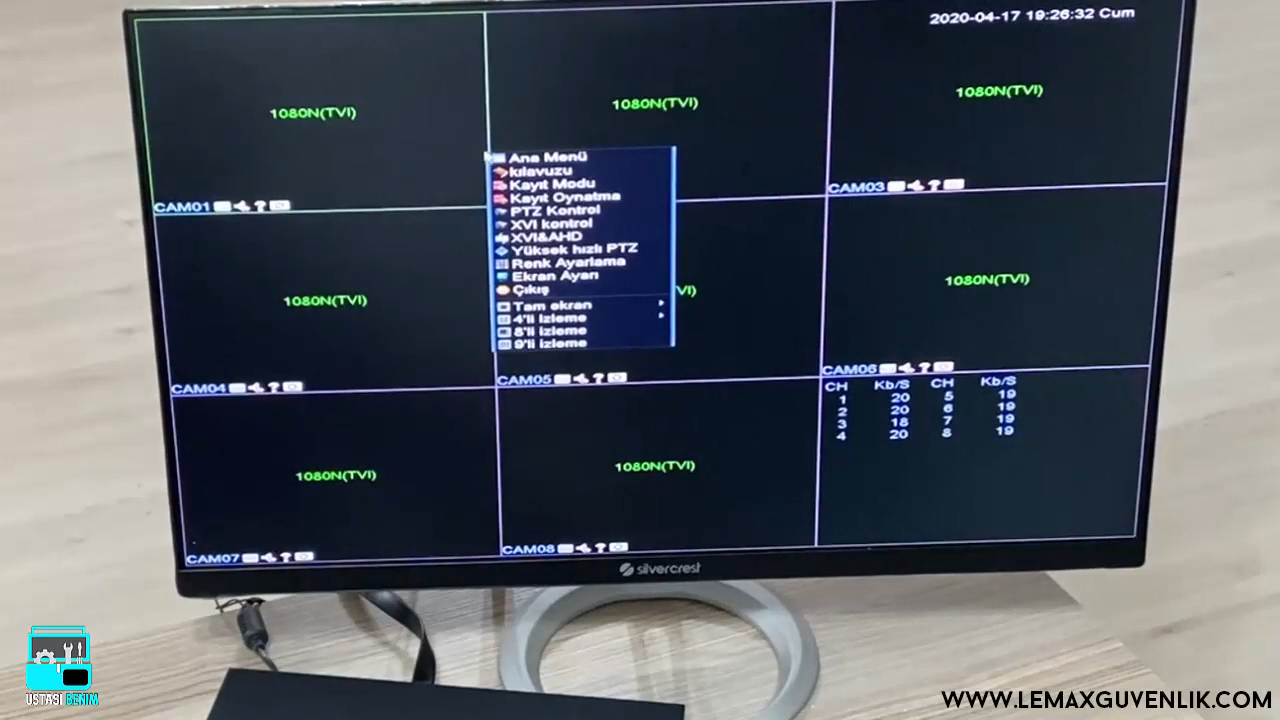 2020-04-17 19:26:32 Cum
1080N(TVI)
1080N(TVI)
1080N(TVI)
CAM01
CAM03
Ana Menü
kılavuzu
Kayıt Modu
Kayıt Oynatma
PTZ Kontrol
XVI kontrol
XVI&AHD
Yüksek hızlı PTZ
Renk Ayarlama
Ekran Ayarı
Çıkış
Tam ekran
4'li izleme
8'li izleme
9'li izleme
1080N(TVI)
VI)
1080N(TVI)
CAM04
CAM05
CAM06
CH Kb/S CH Kb/S
1 20 5 19
2 20 6 19
3 18 7 19
4 20 8 19
1080N(TVI)
1080N(TVI)
CAM07
CAM08
silvercrest
USTASI BENIM
WWW.LEMAXGUVENLIK.COM